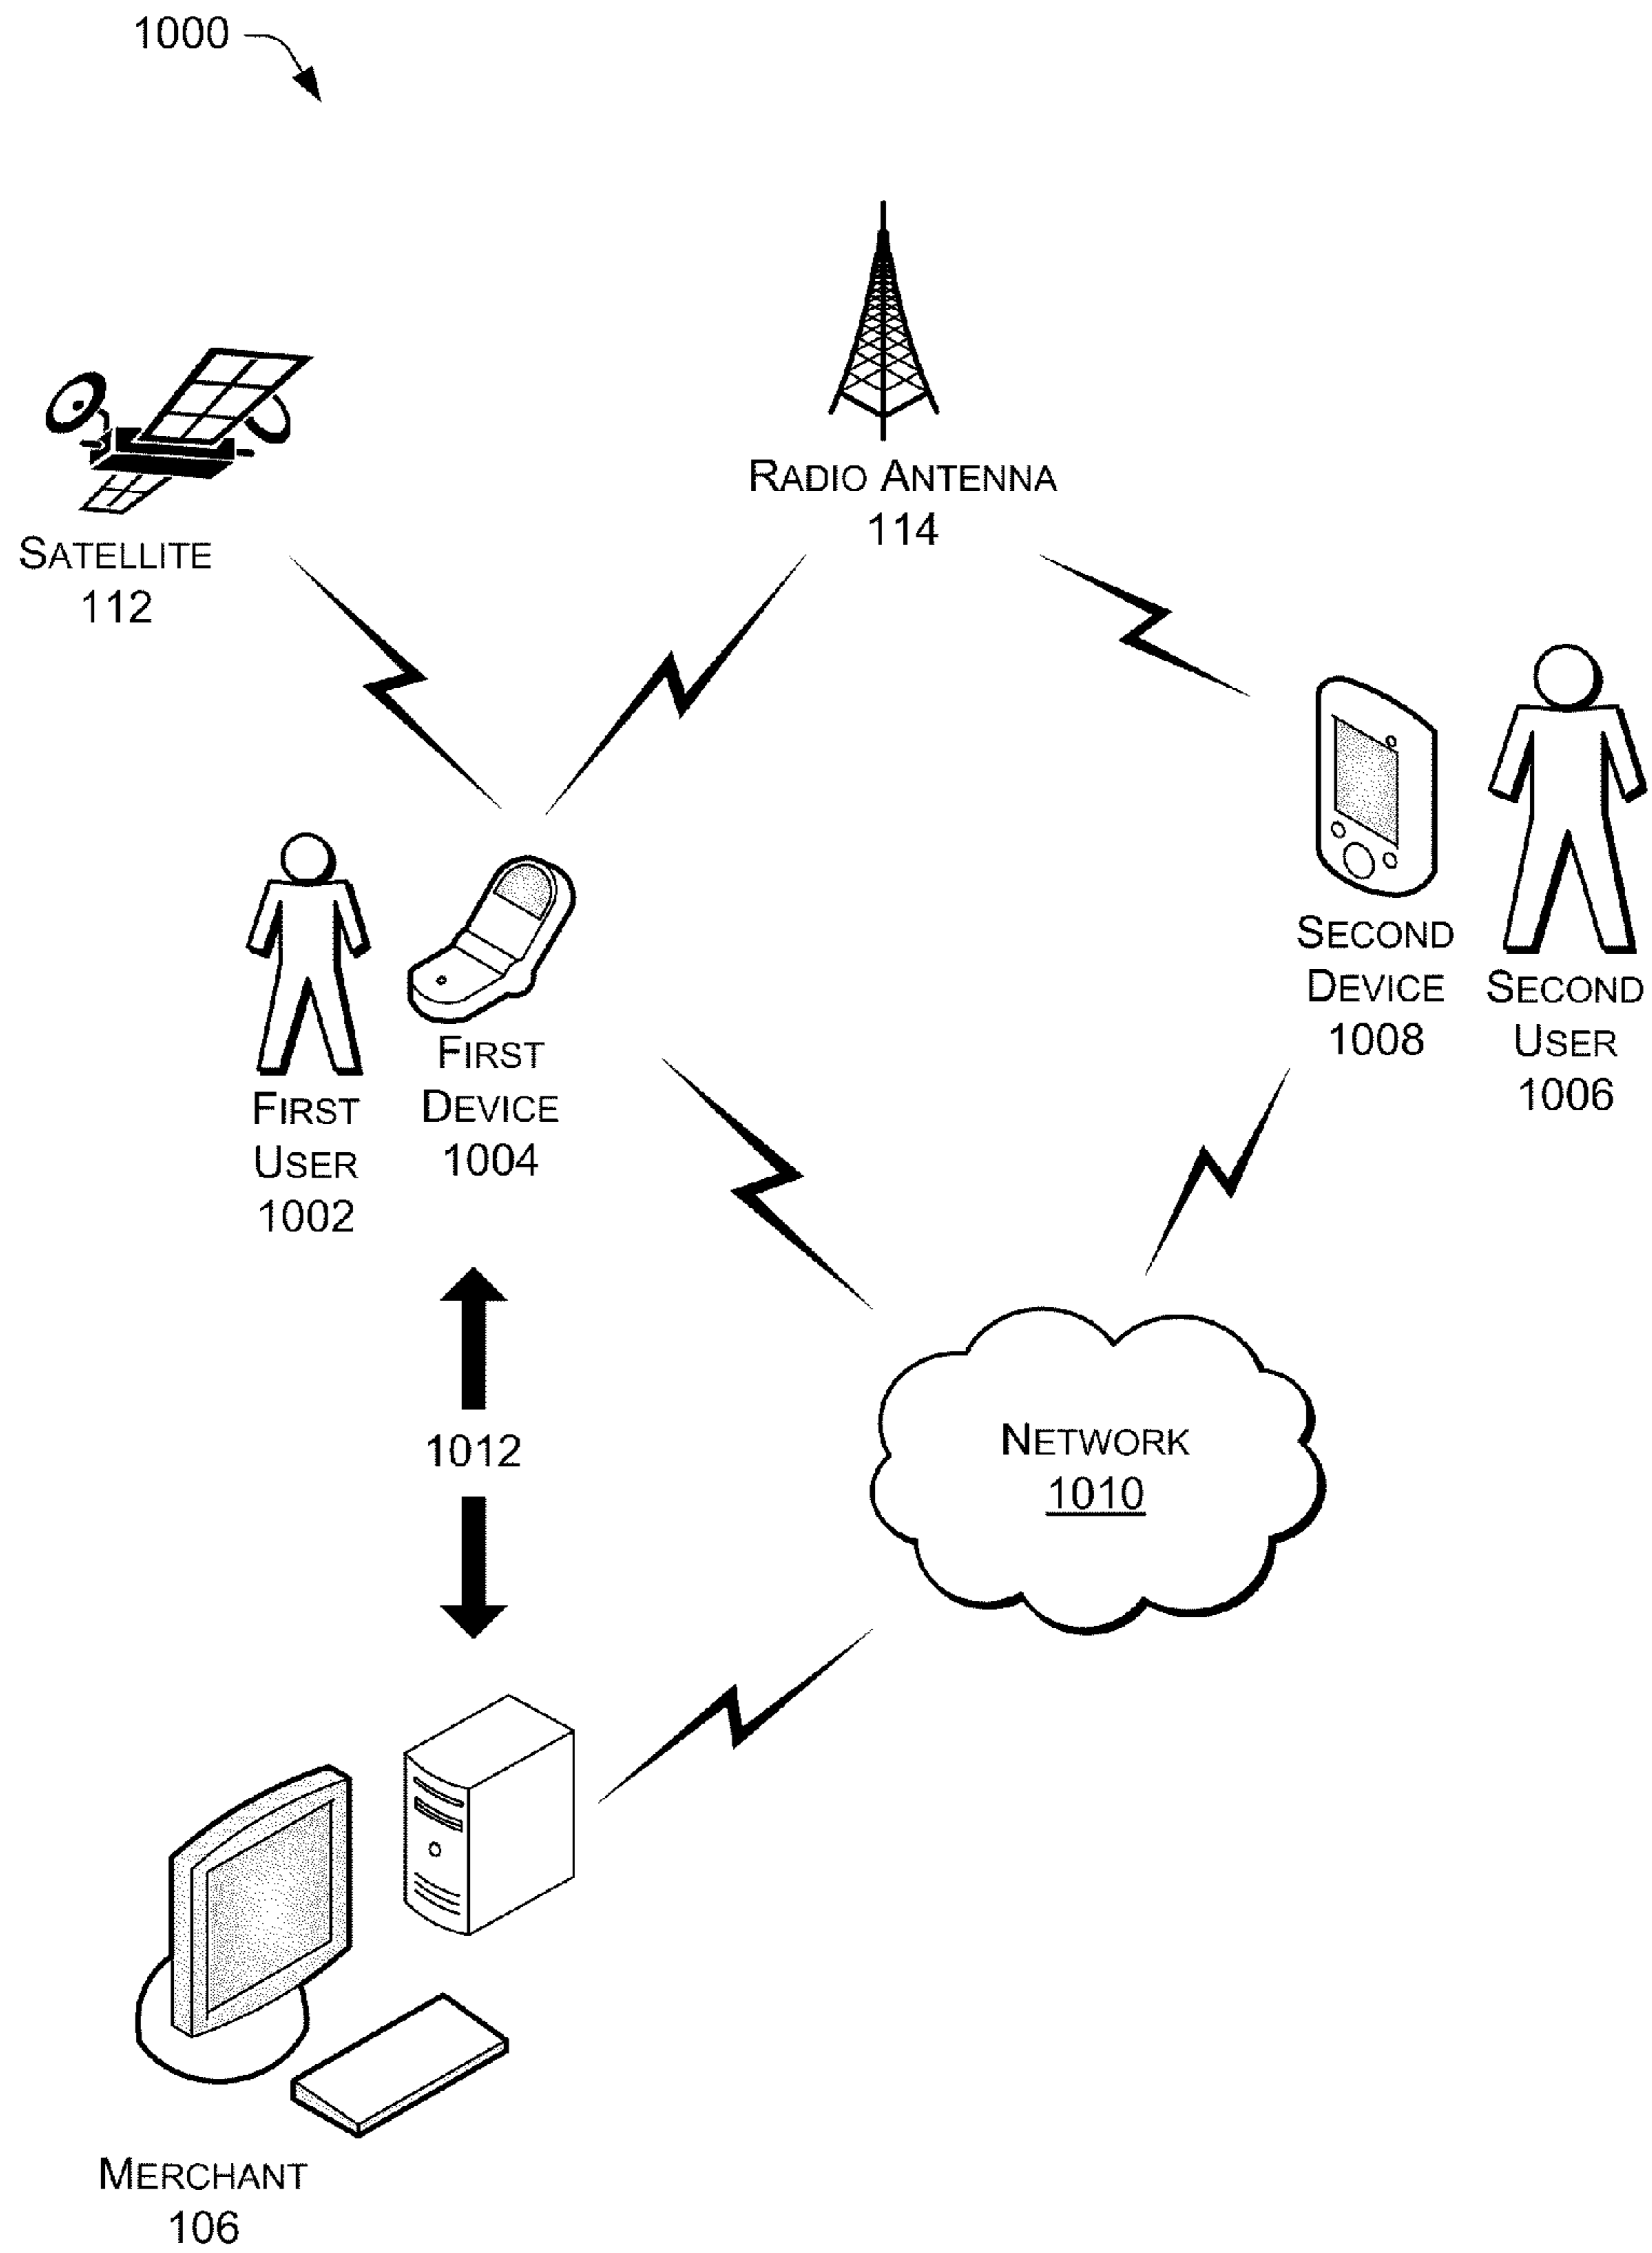 1000
RADIO ANTENNA
114
SATELLITE
112
SECOND
DEVICE
1008
SECOND
USER
1006
FIRST
DEVICE
1004
FIRST
USER
1002
1012
NETWORK
1010
MERCHANT
106